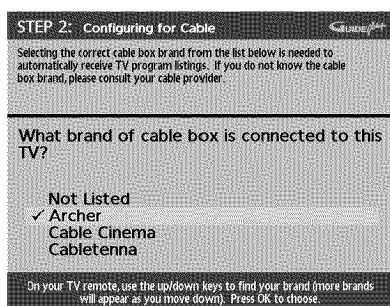 STEP 2: Configuring for Cable
GUIDE Plus+
Selecting the correct cable box brand from the list below is needed to
automatically receive TV program listings. If you do not know the cable
box brand, please consult your cable provider.
What brand of cable box is connected to this
TV?
Not Listed
✓ Archer
Cable Cinema
Cabletenna
On your TV remote, use the up/down keys to find your brand (more brands
will appear as you move down). Press OK to choose.